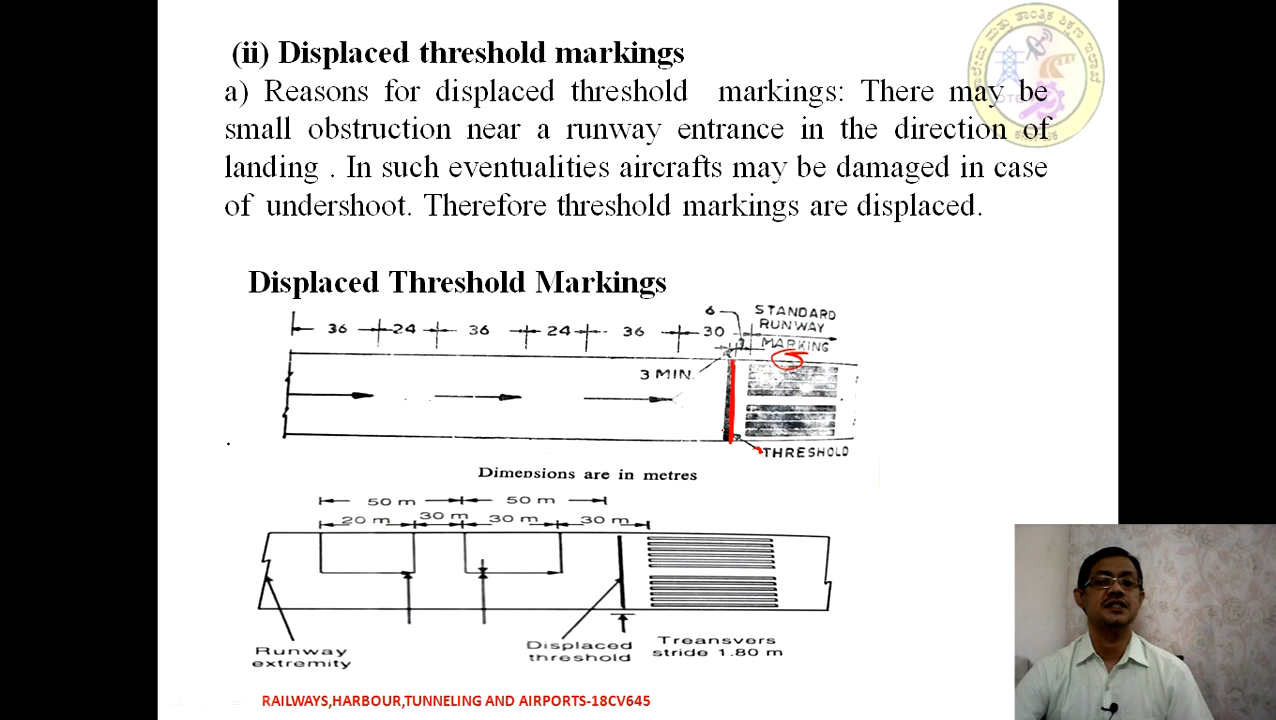 (ii) Displaced threshold markings
a) Reasons for displaced threshold markings: There may be
small obstruction near a runway entrance in the direction of
landing . In such eventualities aircrafts may be damaged in case
of undershoot. Therefore threshold markings are displaced.
Displaced Threshold Markings
6 STANDARD
36 24 36 24 36 30 RUNWAY
MARKING
3 MIN.
THRESHOLD
Dimensions are in metres
50 m 50 m
20 m 30 m 30 m 30 m
Runway Displaced Treansvers
extremity threshold stride 1.80 m
RAILWAYS,HARBOUR,TUNNELING AND AIRPORTS-18CV645